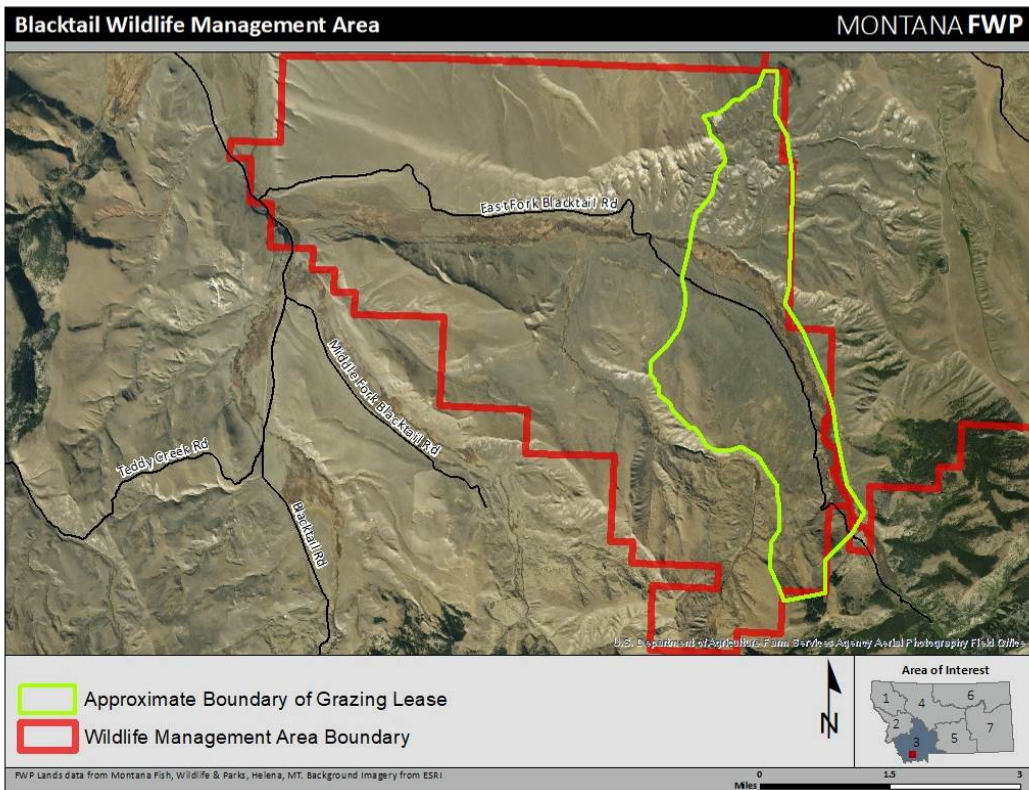 Blacktail Wildlife Management Area
MONTANA FWP
East Fork Blacktail Rd
Middle Fork Blacktail Rd
Teddy Creek Rd
Blacktail Rd
U.S. Department of Agriculture Farm Services Agency Aerial Photography Field Office
Approximate Boundary of Grazing Lease
Wildlife Management Area Boundary
N
Area of Interest
1
2
3
4
5
6
7
FWP Lands data from Montana Fish, Wildlife & Parks, Helena, MT. Background Imagery from ESRI
0 1.5 3
Miles